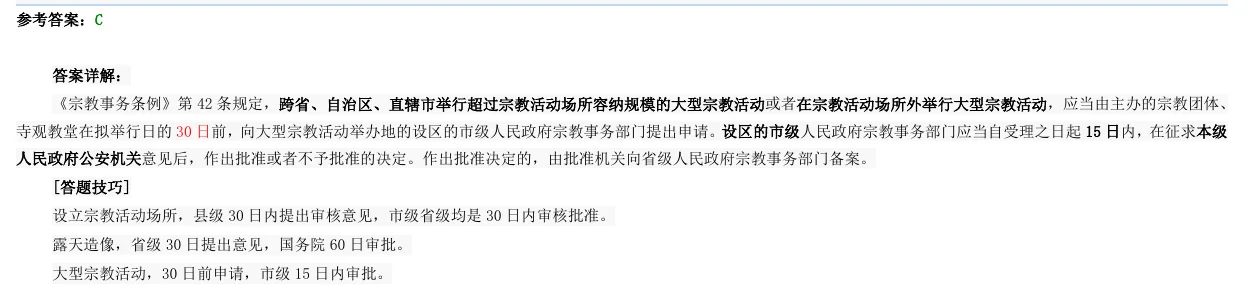 参考答案：C
答案详解：
《宗教事务条例》第 42 条规定，跨省、自治区、直辖市举行超过宗教活动场所容纳规模的大型宗教活动或者在宗教活动场所外举行大型宗教活动，应当由主办的宗教团体、
寺观教堂在拟举行日的 30 日前，向大型宗教活动举办地的设区的市级人民政府宗教事务部门提出申请。设区的市级人民政府宗教事务部门应当自受理之日起 15 日内，在征求本级
人民政府公安机关意见后，作出批准或者不予批准的决定。作出批准决定的，由批准机关向省级人民政府宗教事务部门备案。
[答题技巧]
设立宗教活动场所，县级 30 日内提出审核意见，市级省级均是 30 日内审核批准。
露天造像，省级 30 日提出意见，国务院 60 日审批。
大型宗教活动，30 日前申请，市级 15 日内审批。